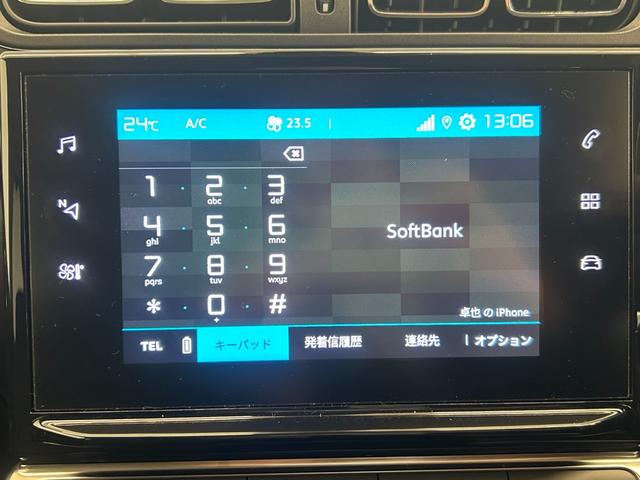 24℃ A/C 23.5 13:06
N
1 2 3
abc def
4 5 6
ghi jkl mno
7 8 9
pqrs tuv wxyz
* 0 #
+
SoftBank
卓也 の iPhone
TEL キーパッド 発着信履歴 連絡先 オプション